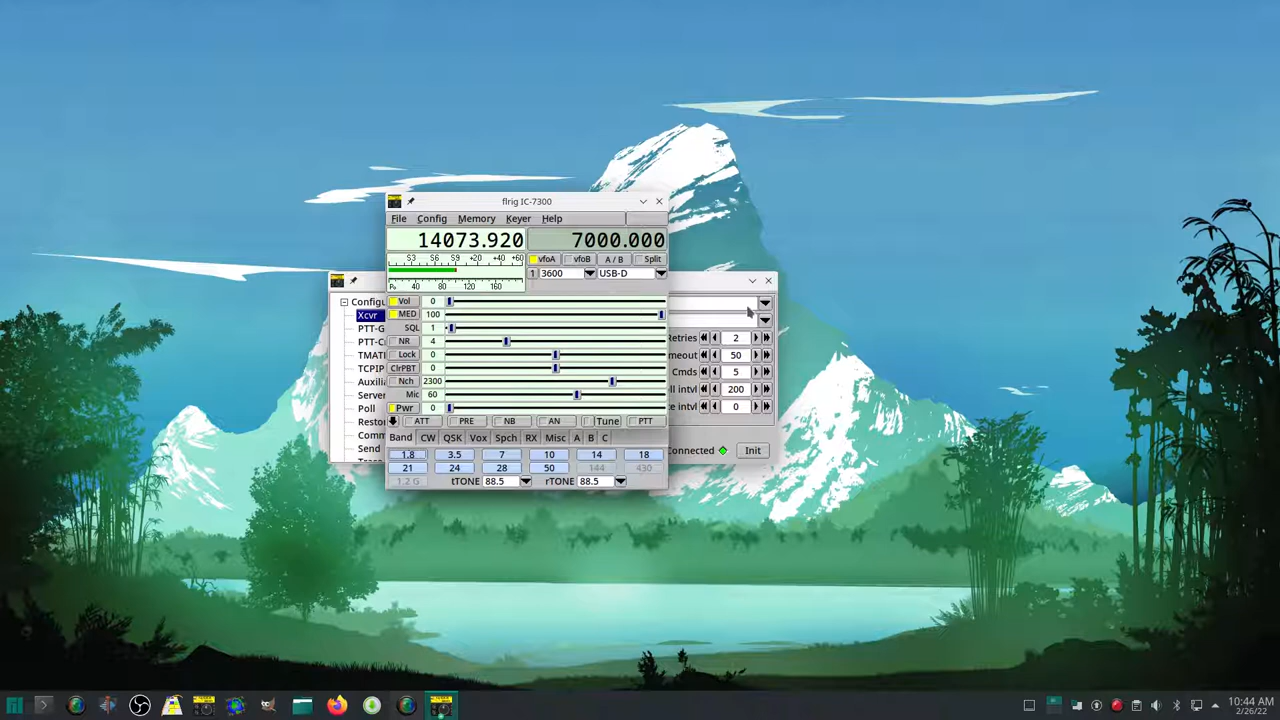 flrig IC-7300
File Config Memory Keyer Help
14073.920 7000.000
S3 S6 S9 +20 +40 +60
vfoA vfoB A / B Split
Po 40 80 120 160
1 3600 USB-D
Vol 0
MED 100
SQL 1
NR 4
Lock 0
ClrPBT 0
Nch 2300
Mic 60
Pwr 0
ATT PRE NB AN Tune PTT
Band CW QSK Vox Spch RX Misc A B C
1.8 3.5 7 10 14 18
21 24 28 50 144 430
1.2 G tTONE 88.5 rTONE 88.5
Configu
Xcvr
PTT-G
PTT-C
TMATI
TCPIP
Auxilia
Server
Poll
Restor
Comm
Send
Retries 2
meout 50
Cmds 5
ll intvl 200
e intvl 0
onnected Init
10:44 AM
2/26/22